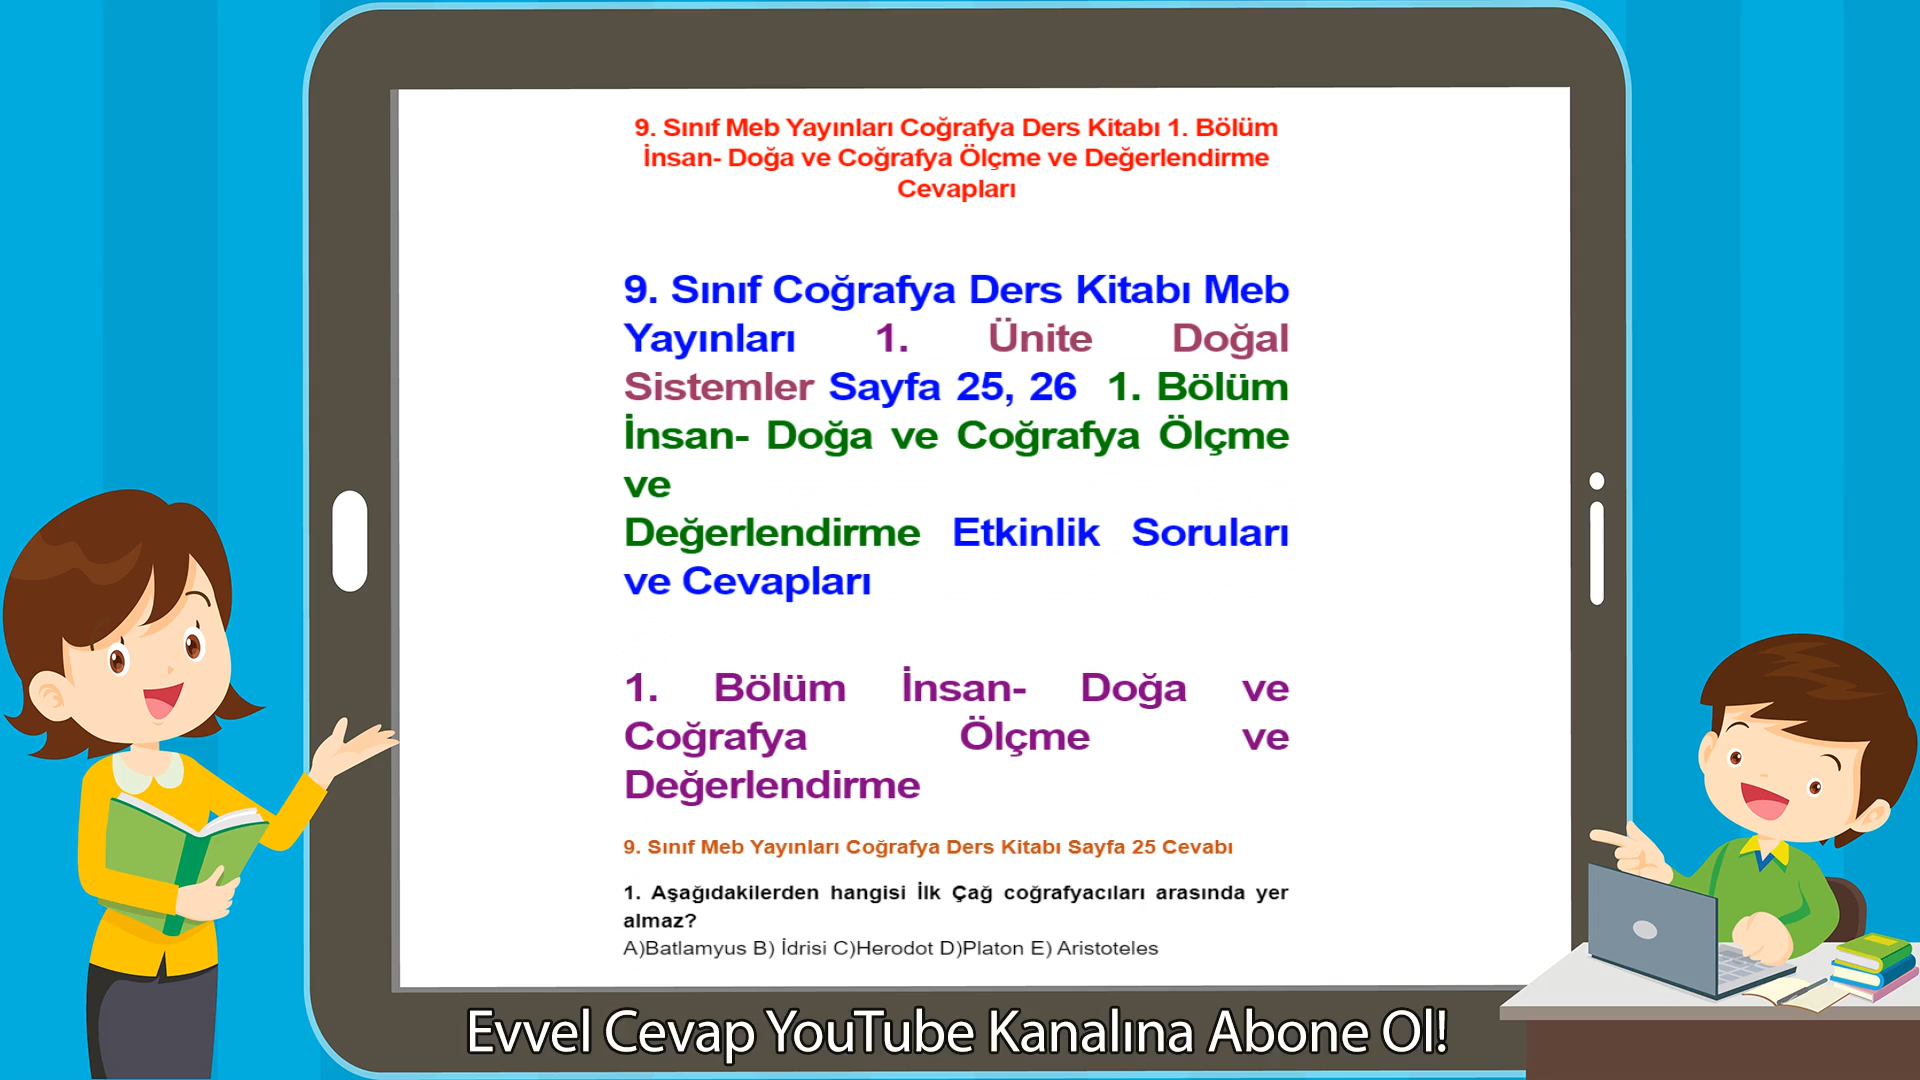 9. Sınıf Meb Yayınları Coğrafya Ders Kitabı 1. Bölüm
İnsan- Doğa ve Coğrafya Ölçme ve Değerlendirme
Cevapları
9. Sınıf Coğrafya Ders Kitabı Meb
Yayınları 1. Ünite Doğal
Sistemler Sayfa 25, 26 1. Bölüm
İnsan- Doğa ve Coğrafya Ölçme
ve
Değerlendirme Etkinlik Soruları
ve Cevapları
1. Bölüm İnsan- Doğa ve
Coğrafya Ölçme ve
Değerlendirme
9. Sınıf Meb Yayınları Coğrafya Ders Kitabı Sayfa 25 Cevabı
1. Aşağıdakilerden hangisi İlk Çağ coğrafyacıları arasında yer
almaz?
A)Batlamyus B) İdrisi C)Herodot D)Platon E) Aristoteles
Evvel Cevap YouTube Kanalına Abone Ol!